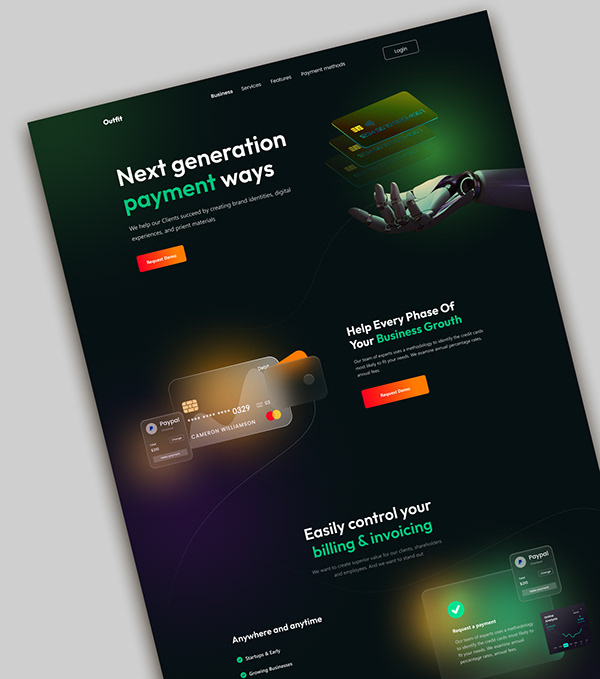 Login
Business Services Features Payment methods
Outfit
Next generation
payment ways
We help our Clients succeed by creating brand identities, digital
experiences, and prient materials
Request Demo
Help Every Phase Of
Your Business Grouth
Our team of experts uses a methodology to identify the credit cards
most likely to fit your needs. We examine annual percentage rates,
annual fees.
Request Demo
Debit
0329
CAMERON WILLIAMSON
Paypal
Change
Easily control your
billing & invoicing
We want to create superior value for our clients, shareholders
and employees. And we want to stand out
Paypal
Change
Request a payment
Our team of experts uses a methodology
to identify the credit cards most likely to
fit your needs. We examine annual
percentage rates, annual fees.
Anywhere and anytime
Startups & Early
Growing Businesses